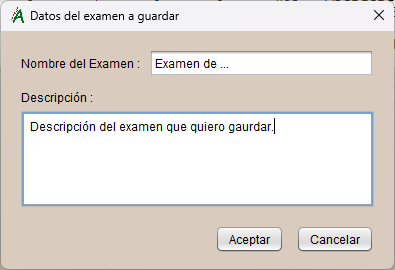 Datos del examen a guardar
Nombre del Examen : Examen de ...
Descripción :
Descripción del examen que quiero gaurdar.
Aceptar Cancelar